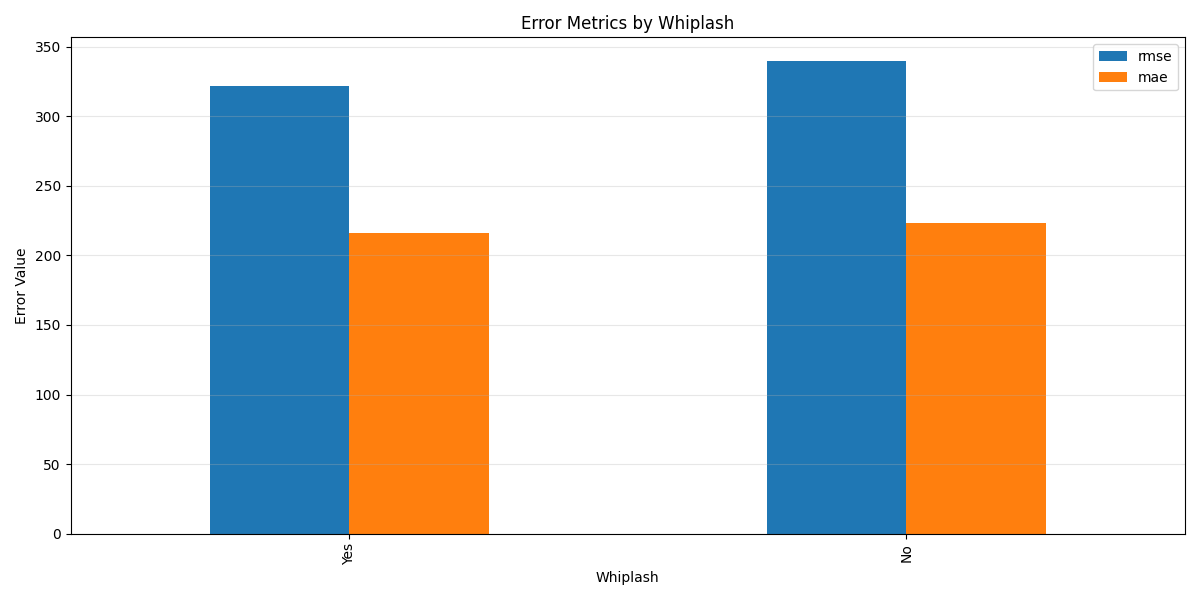 Error Metrics by Whiplash
rmse
mae
350
300
250
200
150
100
50
0
Error Value
Yes
No
Whiplash